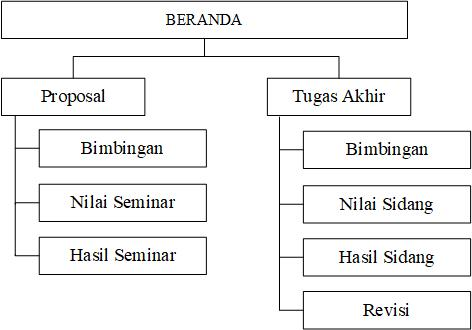 BERANDA
Proposal
Bimbingan
Nilai Seminar
Hasil Seminar
Tugas Akhir
Bimbingan
Nilai Sidang
Hasil Sidang
Revisi